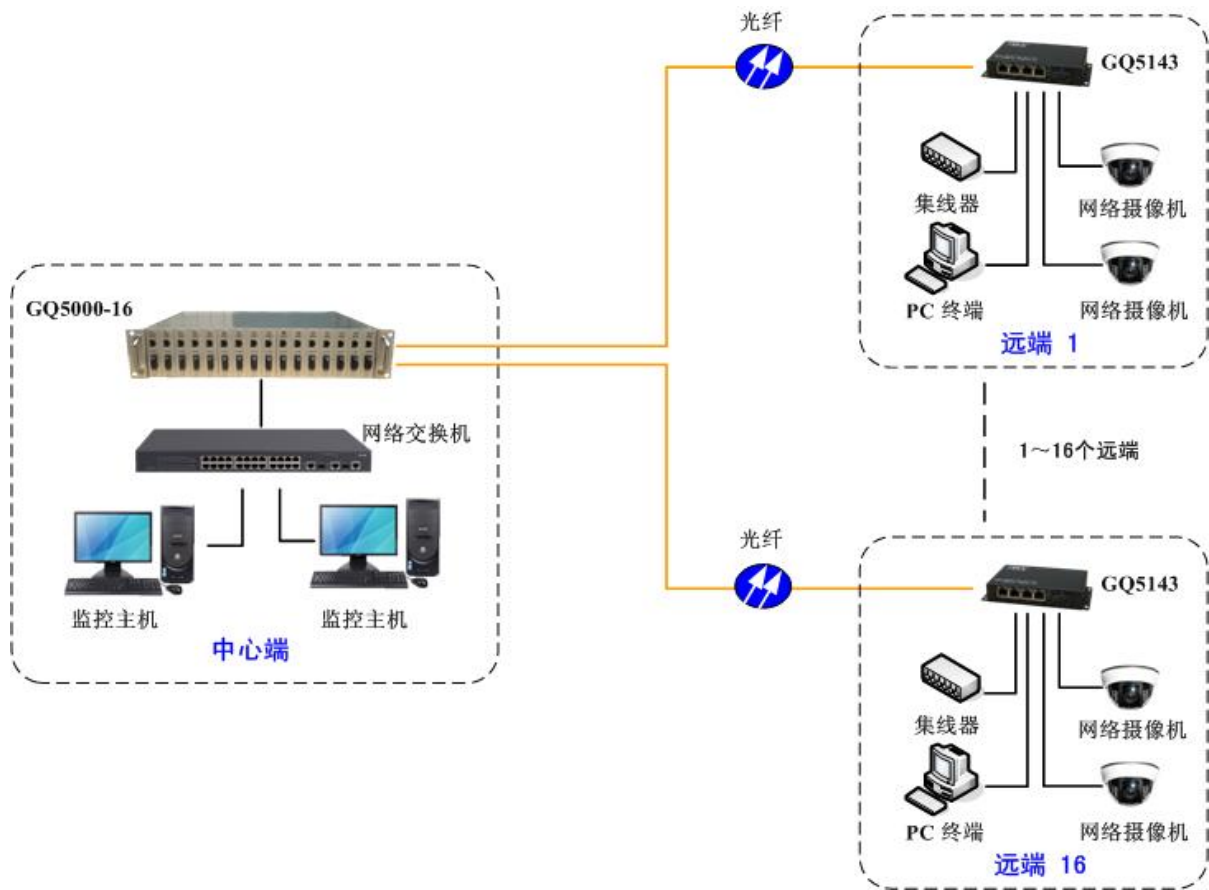 光纤
GQ5143
集线器
网络摄像机
PC 终端
网络摄像机
远端 1
GQ5000-16
网络交换机
监控主机
监控主机
中心端
1～16个远端
光纤
GQ5143
集线器
网络摄像机
PC 终端
网络摄像机
远端 16